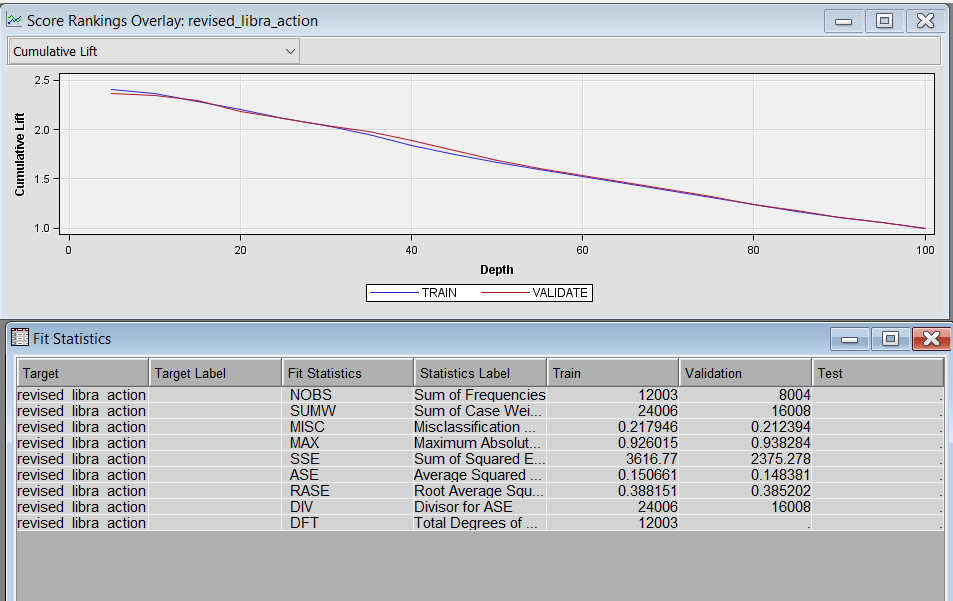 Score Rankings Overlay: revised_libra_action
Cumulative Lift
2.5
2.0
1.5
1.0
Cumulative Lift
0 20 40 60 80 100
Depth
TRAIN VALIDATE
Fit Statistics
Target Target Label Fit Statistics Statistics Label Train Validation Test
revised libra action NOBS Sum of Frequencies 12003 8004 .
revised libra action SUMW Sum of Case Wei... 24006 16008 .
revised libra action MISC Misclassification ... 0.217946 0.212394 .
revised libra action MAX Maximum Absolut... 0.926015 0.938284 .
revised libra action SSE Sum of Squared E... 3616.77 2375.278 .
revised libra action ASE Average Squared ... 0.150661 0.148381 .
revised libra action RASE Root Average Squ... 0.388151 0.385202 .
revised libra action DIV Divisor for ASE 24006 16008 .
revised libra action DFT Total Degrees of ... 12003 . .